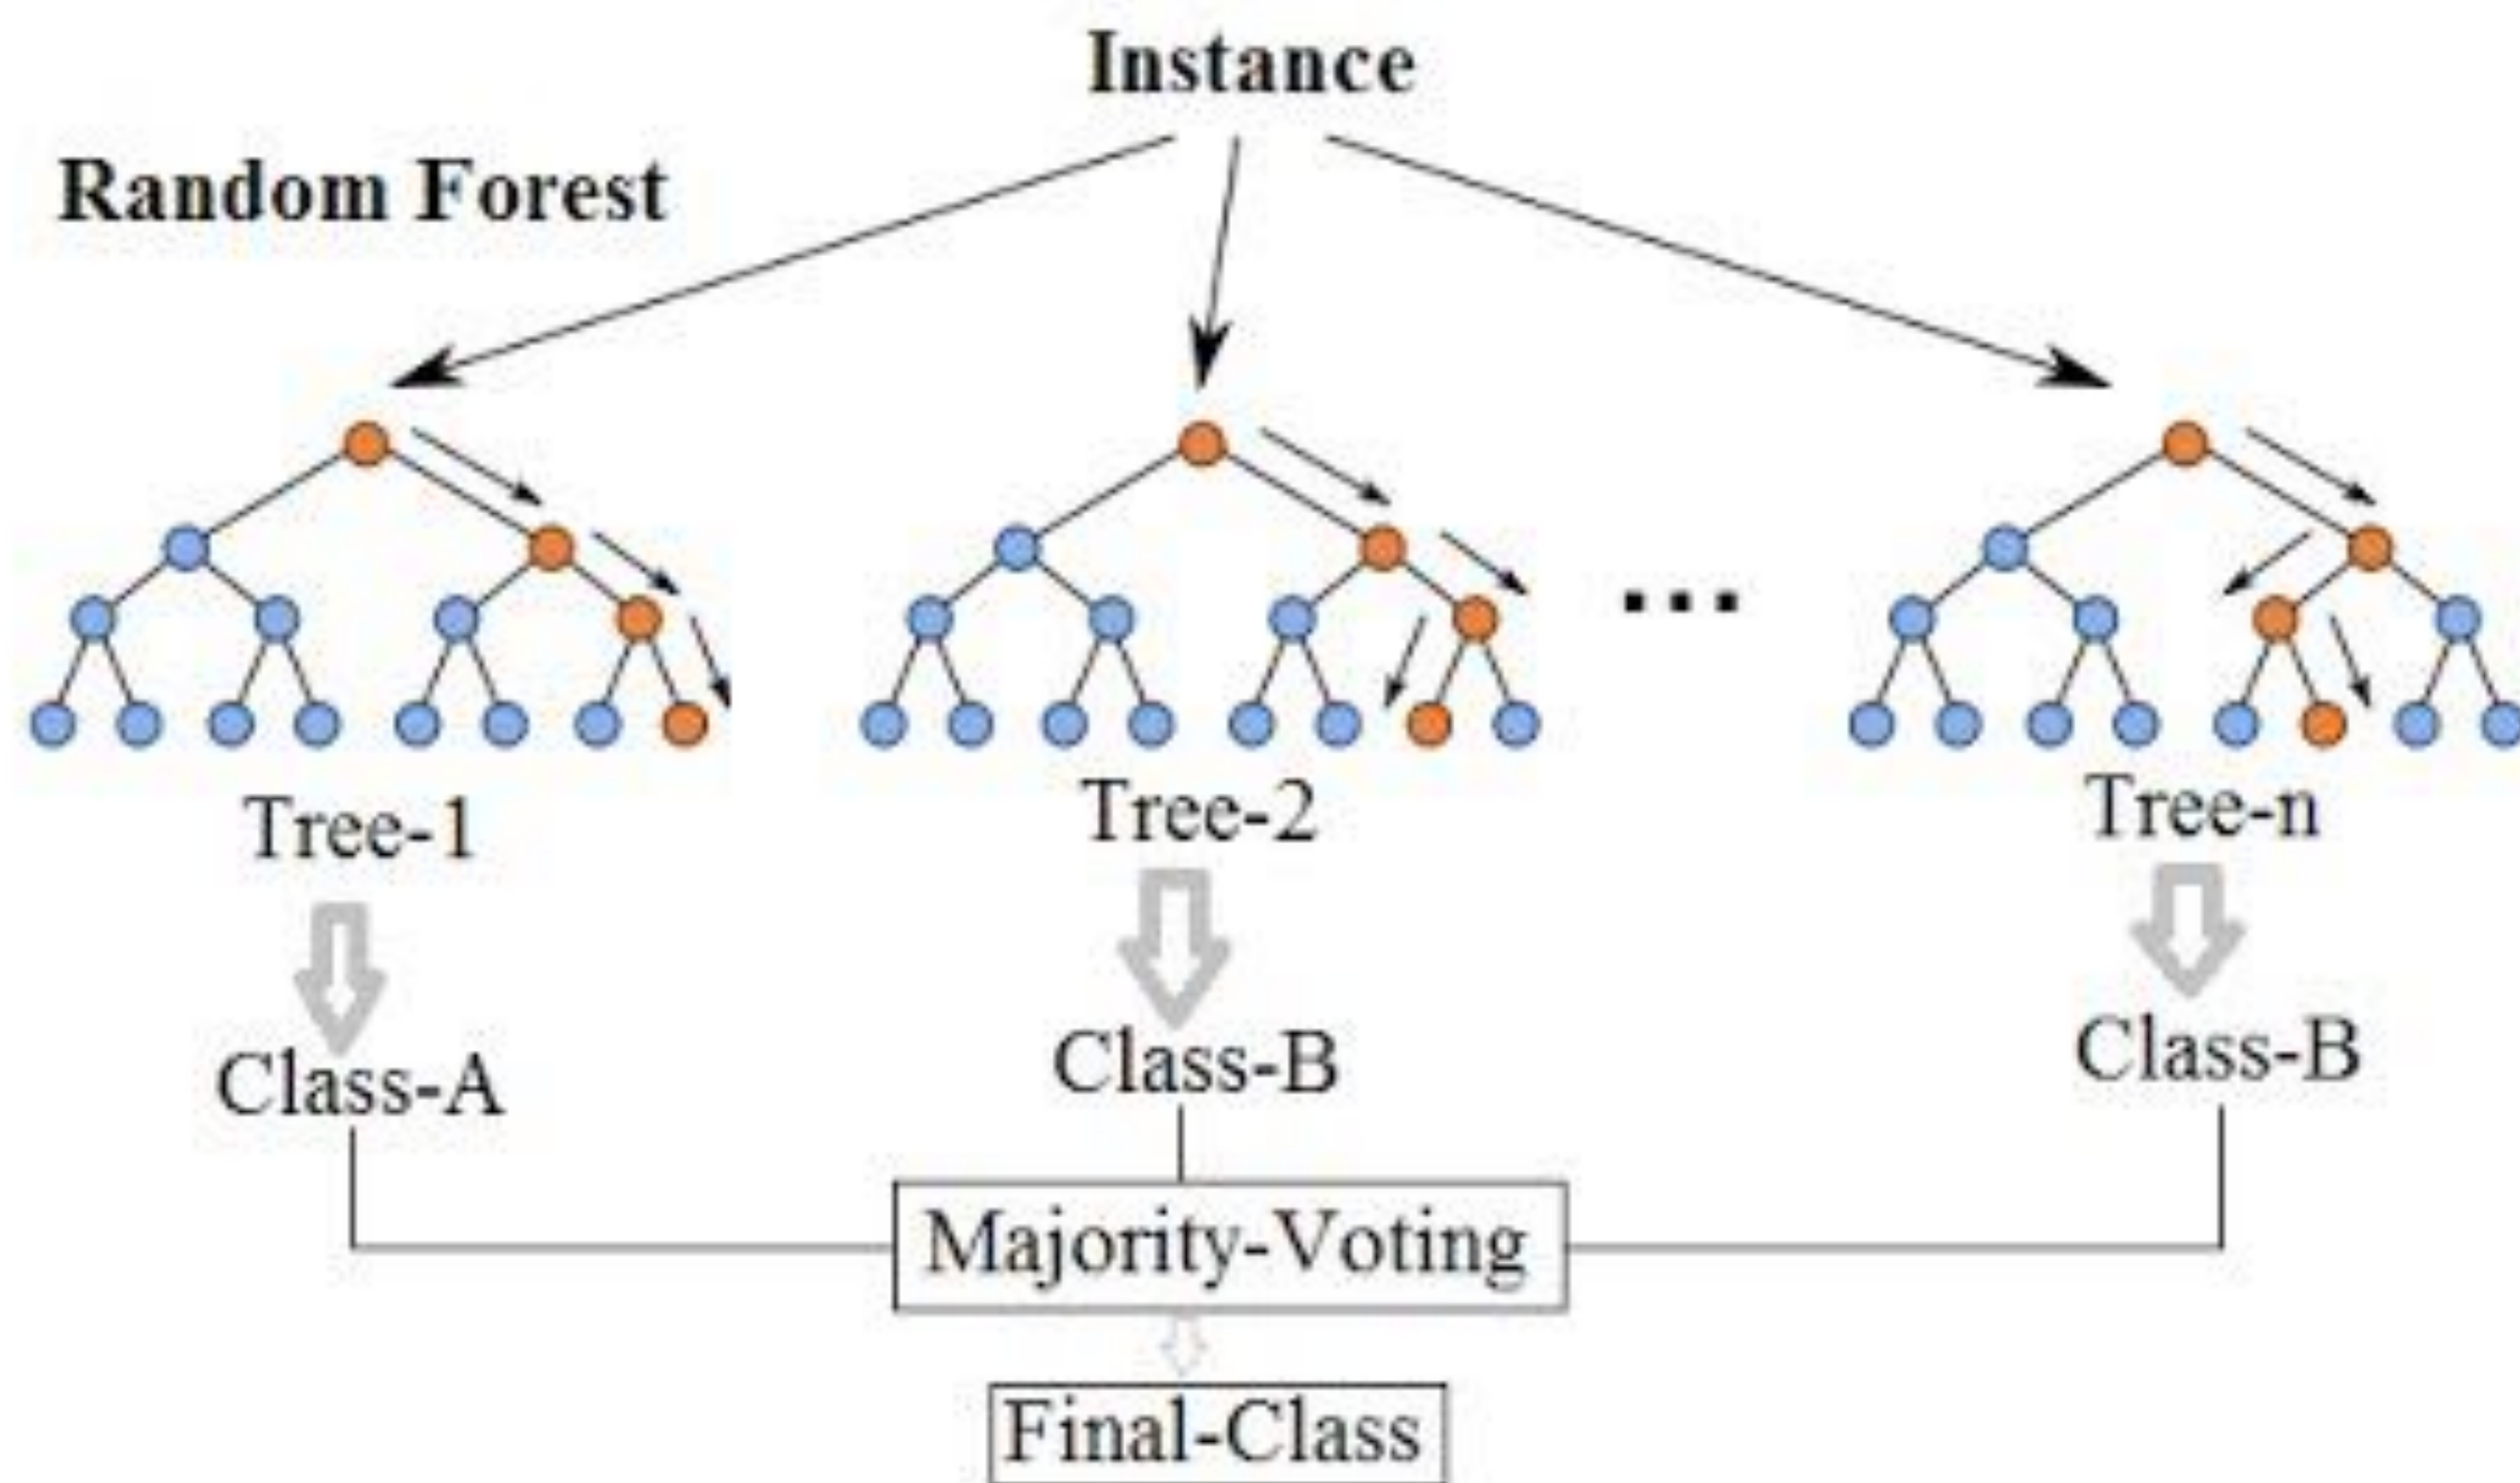 Instance
Random Forest
...
Tree-1
Tree-2
Tree-n
Class-A
Class-B
Class-B
Majority-Voting
Final-Class